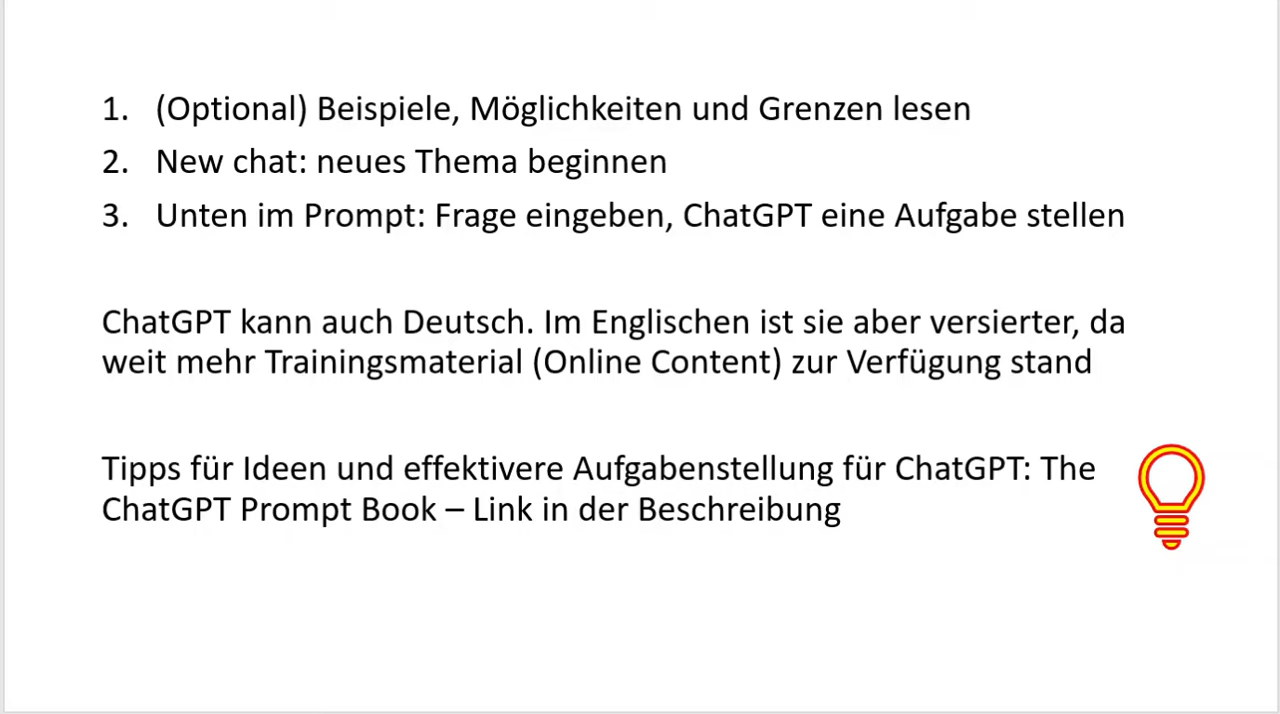 1. (Optional) Beispiele, Möglichkeiten und Grenzen lesen
2. New chat: neues Thema beginnen
3. Unten im Prompt: Frage eingeben, ChatGPT eine Aufgabe stellen
ChatGPT kann auch Deutsch. Im Englischen ist sie aber versierter, da
weit mehr Trainingsmaterial (Online Content) zur Verfügung stand
Tipps für Ideen und effektivere Aufgabenstellung für ChatGPT: The
ChatGPT Prompt Book – Link in der Beschreibung